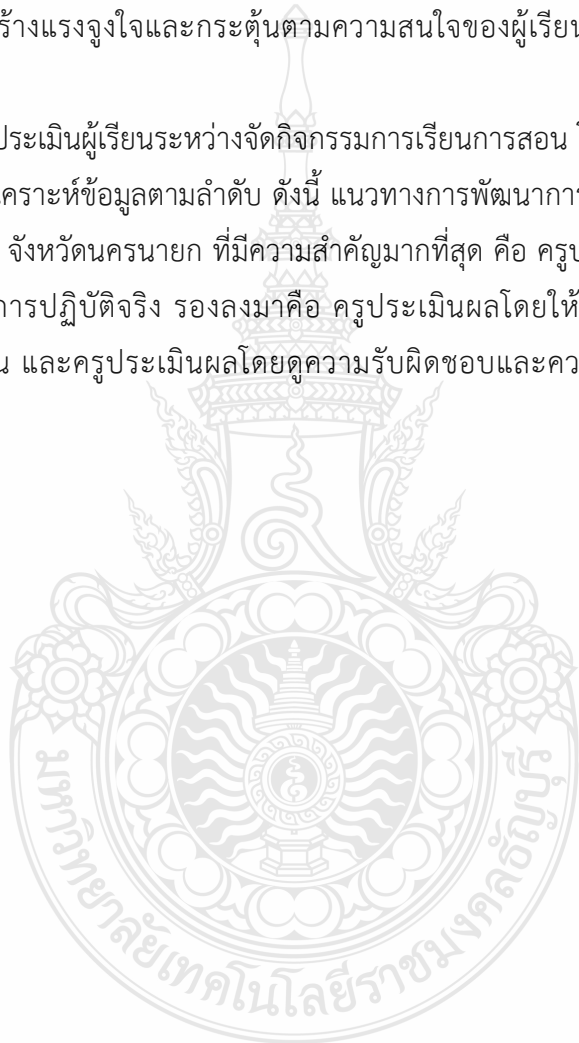 ร้างแรงจูงใจและกระตุ้นตามความสนใจของผู้เรียน
ประเมินผู้เรียนระหว่างจัดกิจกรรมการเรียนการสอน
เคราะห์ข้อมูลตามลำดับ ดังนี้ แนวทางการพัฒนาการ
จังหวัดนครนายก ที่มีความสำคัญมากที่สุด คือ ครูป
การปฏิบัติจริง รองลงมาคือ ครูประเมินผลโดยให้
น และครูประเมินผลโดยดูความรับผิดชอบและคว
มหาวิทยาลัยเทคโนโลยีราชมงคลธัญบุรี